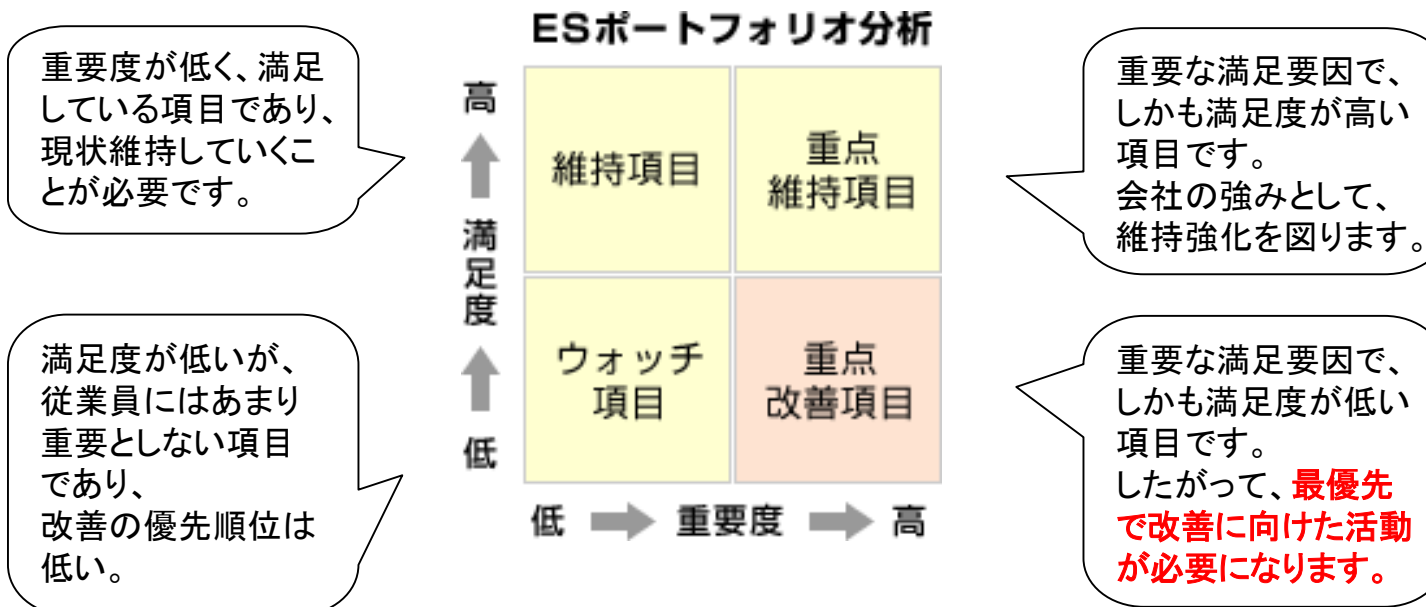 ESポートフォリオ分析
重要度が低く、満足
している項目であり、
現状維持していくこ
とが必要です。
重要な満足要因で、
しかも満足度が高い
項目です。
会社の強みとして、
維持強化を図ります。
高
満足度
低
維持項目
重点
維持項目
ウォッチ
項目
重点
改善項目
低
重要度
高
満足度が低いが、
従業員にはあまり
重要としない項目
であり、
改善の優先順位は
低い。
重要な満足要因で、
しかも満足度が低い
項目です。
したがって、最優先
で改善に向けた活動
が必要になります。